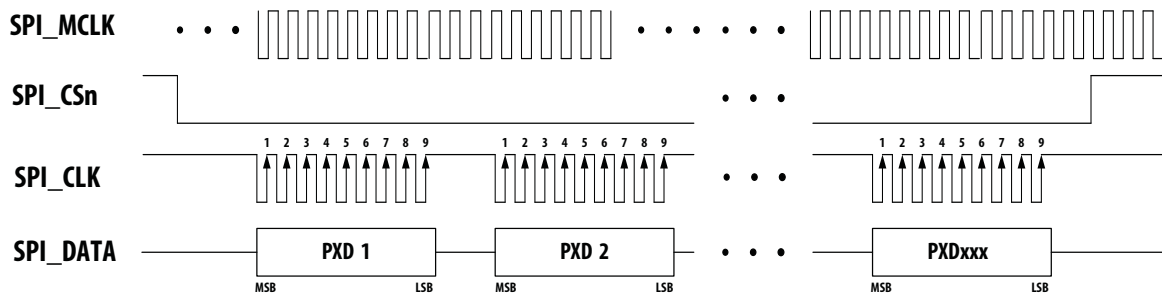 SPI_MCLK
SPI_CSn
1 2 3 4 5 6 7 8 9 1 2 3 4 5 6 7 8 9 1 2 3 4 5 6 7 8 9
SPI_CLK
SPI_DATA PXD 1 PXD 2 PXDxxx
MSB LSB MSB LSB MSB LSB